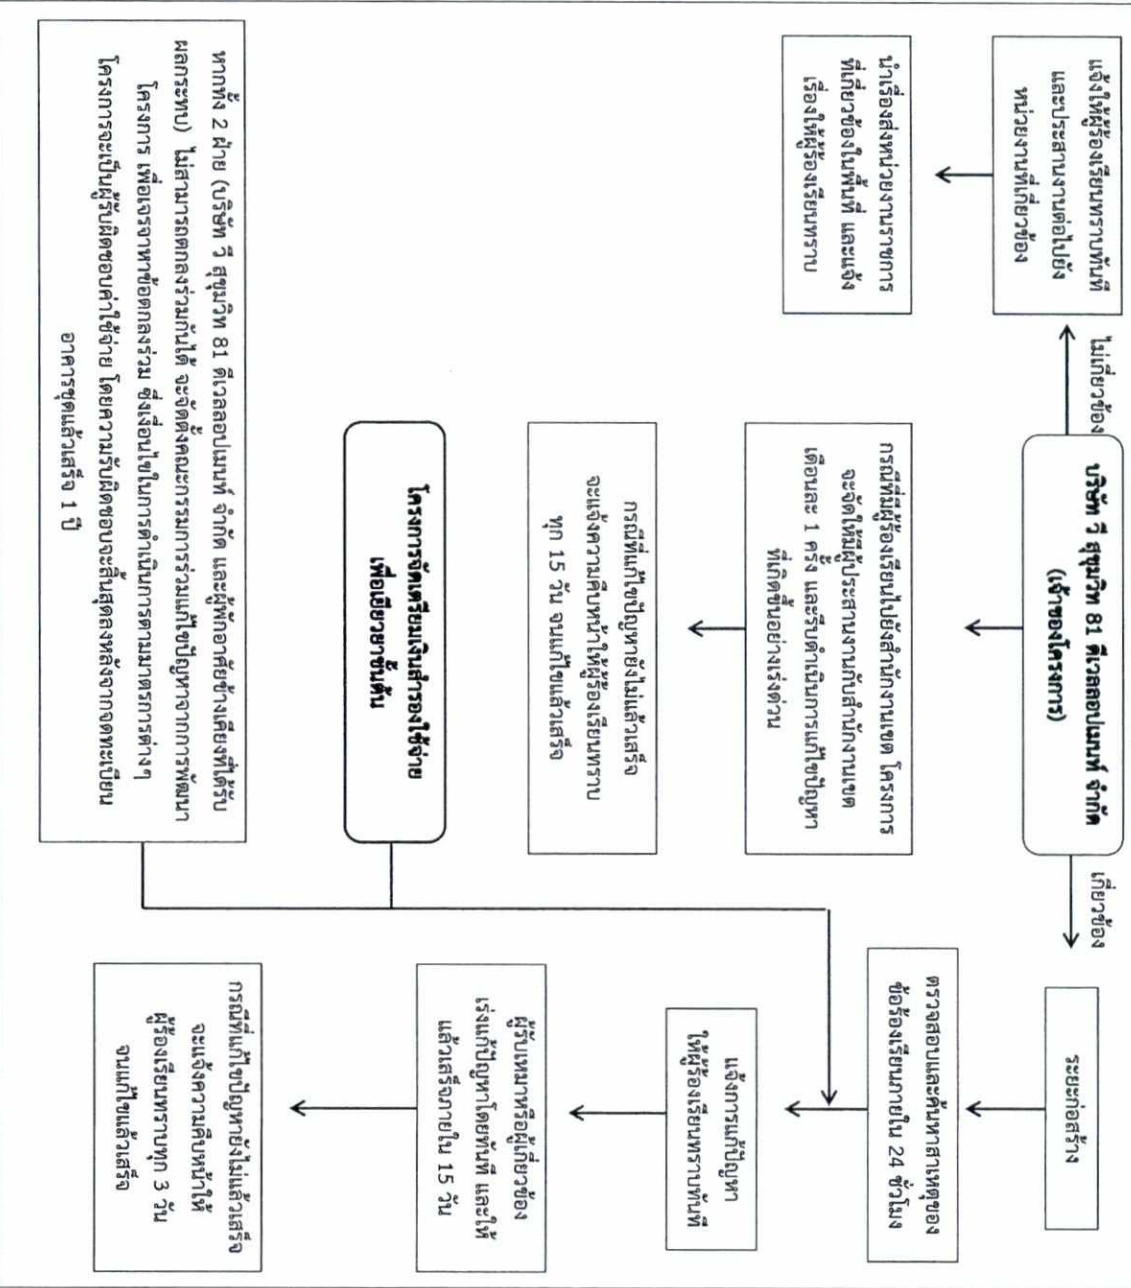 บริษัท วี สุขุมวิท 81 ดีเวลลอปเมนท์ จำกัด
(เจ้าของโครงการ)
ไม่เกี่ยวข้อง
เกี่ยวข้อง
แจ้งให้ผู้ร้องเรียนทราบทันที
และประสานงานต่อไปยัง
หน่วยงานที่เกี่ยวข้อง
นำเรื่องส่งหน่วยงานราชการ
ที่เกี่ยวข้องในพื้นที่ และแจ้ง
เรื่องให้ผู้ร้องเรียนทราบ
กรณีที่มีผู้ร้องเรียนไปยังสำนักงานเขต โครงการ
จะจัดให้มีผู้ประสานงานกับสำนักงานเขต
เดือนละ 1 ครั้ง และรีบดำเนินการแก้ไขปัญหา
ที่เกิดขึ้นอย่างเร่งด่วน
กรณีที่แก้ไขปัญหายังไม่แล้วเสร็จ
จะแจ้งความคืบหน้าให้ผู้ร้องเรียนทราบ
ทุก 15 วัน จนแก้ไขแล้วเสร็จ
ระยะก่อสร้าง
ตรวจสอบและค้นหาสาเหตุของ
ข้อร้องเรียนภายใน 24 ชั่วโมง
แจ้งการแก้ปัญหา
ให้ผู้ร้องเรียนทราบทันที
ผู้รับเหมาหรือผู้เกี่ยวข้อง
เร่งแก้ปัญหาโดยทันที และให้
แล้วเสร็จภายใน 15 วัน
กรณีที่แก้ไขปัญหายังไม่แล้วเสร็จ
จะแจ้งความคืบหน้าให้
ผู้ร้องเรียนทราบทุก 3 วัน
จนแก้ไขแล้วเสร็จ
โครงการจัดเตรียมเงินสำรองใช้จ่าย
เพื่อเยียวยาขั้นต้น
หากทั้ง 2 ฝ่าย (บริษัท วี สุขุมวิท 81 ดีเวลลอปเมนท์ จำกัด และผู้พักอาศัยข้างเคียงที่ได้รับ
ผลกระทบ) ไม่สามารถตกลงร่วมกันได้ จะจัดตั้งคณะกรรมการร่วมแก้ไขปัญหาจากการพัฒนา
โครงการ เพื่อเจรจาหาข้อตกลงร่วม ซึ่งเงื่อนไขในการดำเนินการตามมาตรการต่างๆ
โครงการจะเป็นผู้รับผิดชอบค่าใช้จ่าย โดยความรับผิดชอบจะสิ้นสุดลงหลังจากจดทะเบียน
อาคารชุดแล้วเสร็จ 1 ปี